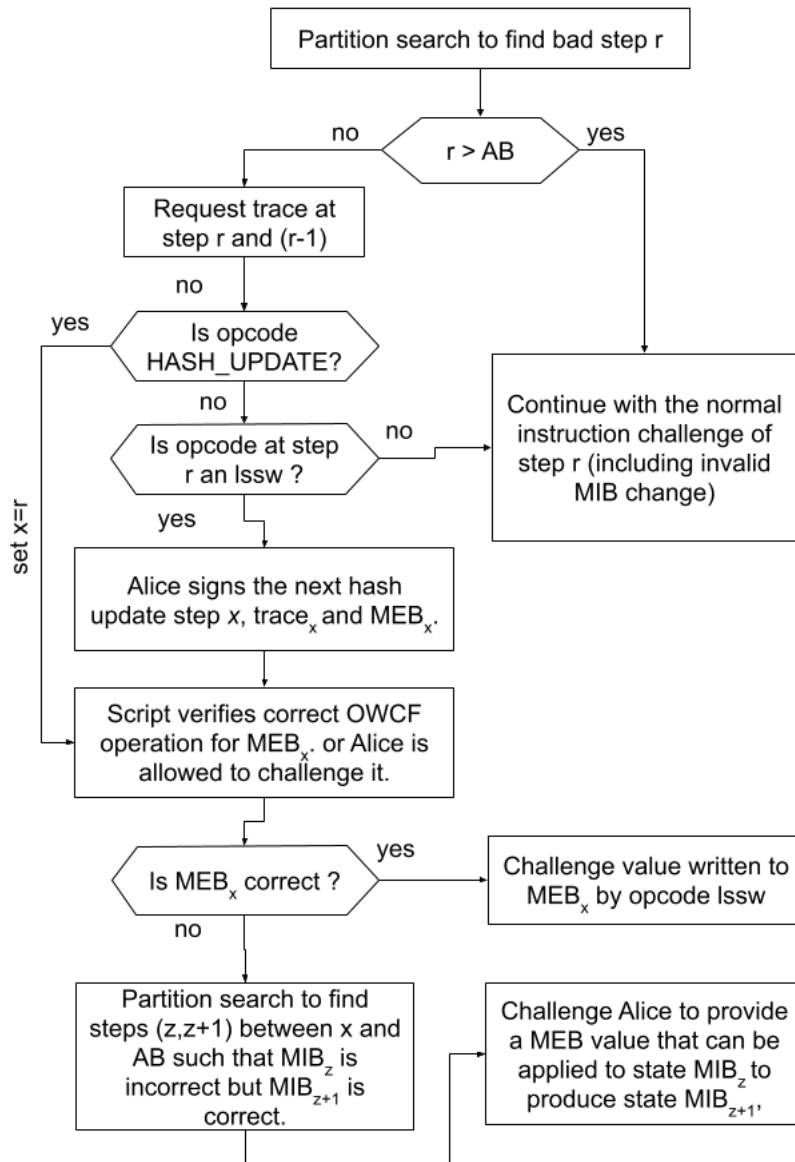 Partition search to find bad step r
no
r > AB
yes
Request trace at
step r and (r-1)
no
yes
Is opcode
HASH_UPDATE?
no
Is opcode at step
r an lssw ?
no
Continue with the normal
instruction challenge of
step r (including invalid
MIB change)
yes
set x=r
Alice signs the next hash
update step x, trace_x and MEB_x.
Script verifies correct OWCF
operation for MEB_x. or Alice is
allowed to challenge it.
Is MEB_x correct ?
yes
Challenge value written to
MEB_x by opcode lssw
no
Partition search to find
steps (z,z+1) between x and
AB such that MIB_z is
incorrect but MIB_z+1 is
correct.
Challenge Alice to provide
a MEB value that can be
applied to state MIB_z to
produce state MIB_z+1,